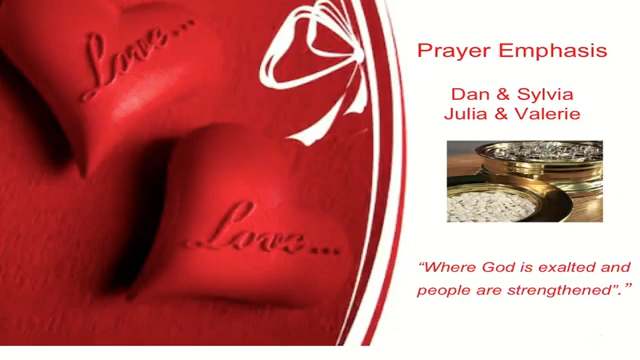 Love...
Love...
Prayer Emphasis
Dan & Sylvia
Julia & Valerie
“Where God is exalted and
people are strengthened”.”